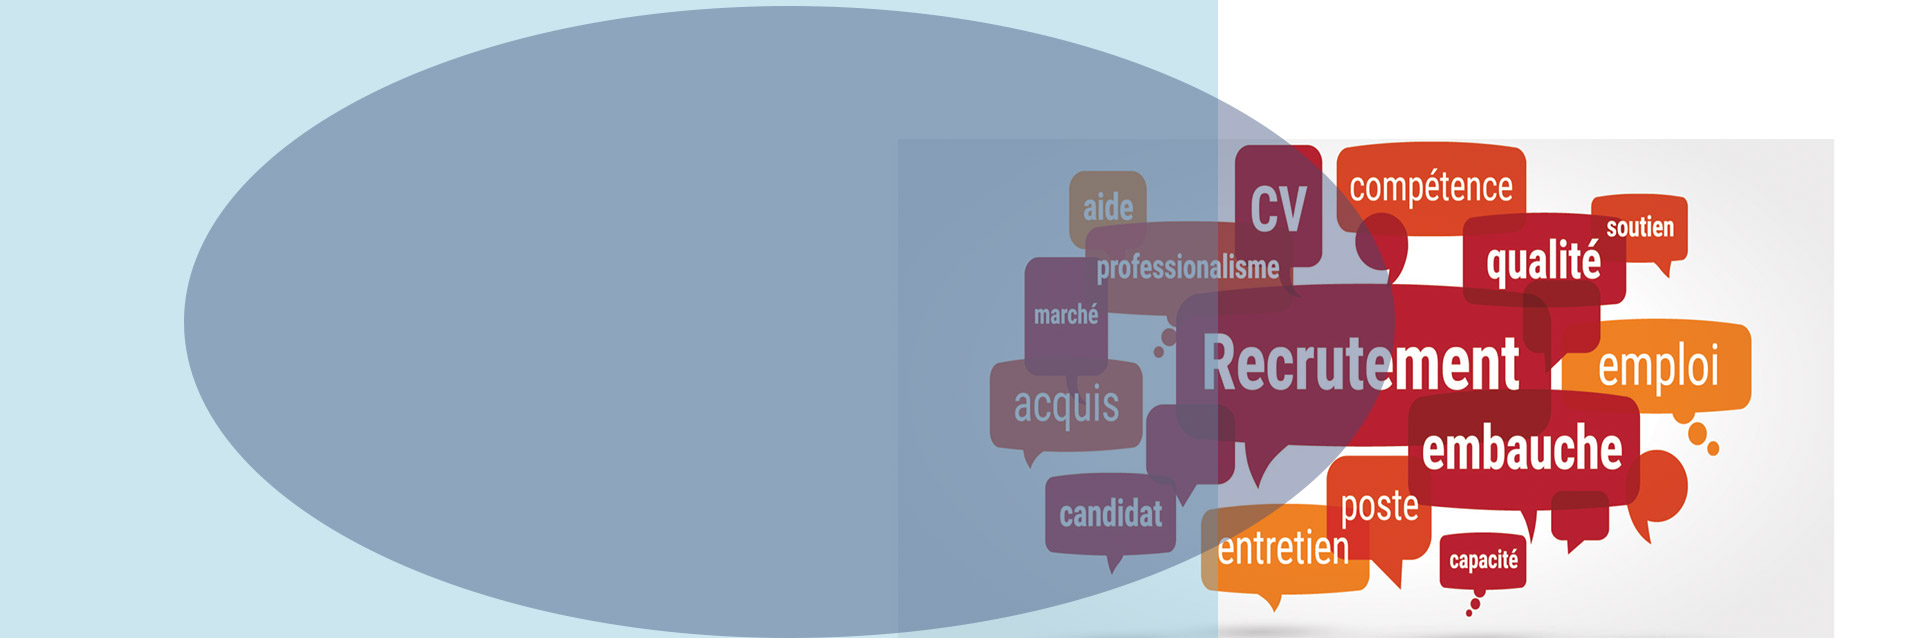 aide
CV
compétence
soutien
professionalisme
qualité
marché
Recrutement
emploi
acquis
embauche
candidat
poste
entretien
capacité